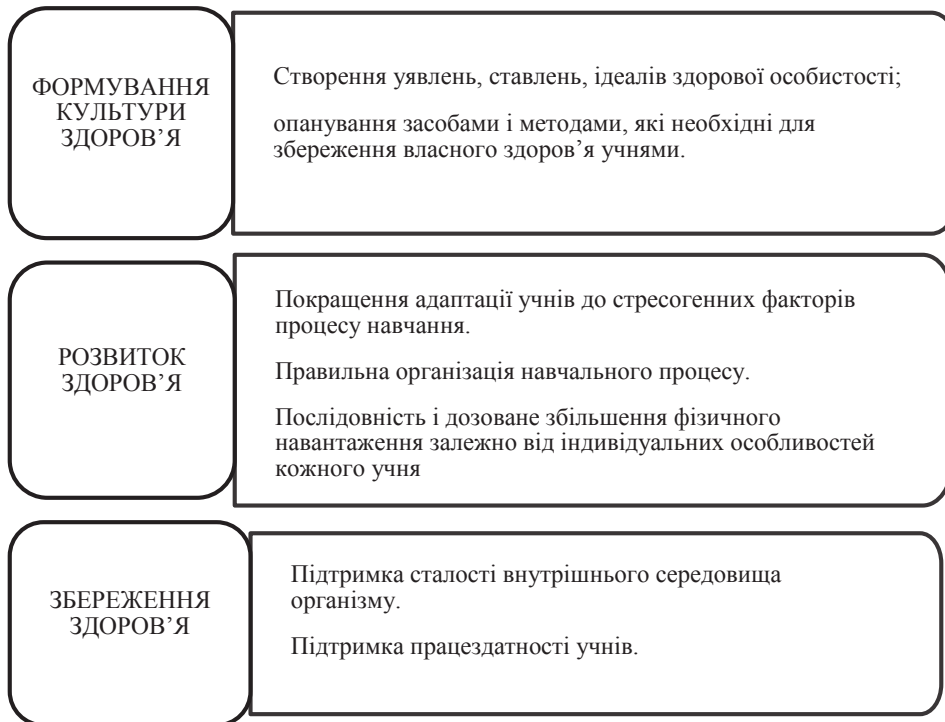 ФОРМУВАННЯ
КУЛЬТУРИ
ЗДОРОВ’Я
Створення уявлень, ставлень, ідеалів здорової особистості;
опанування засобами і методами, які необхідні для
збереження власного здоров’я учнями.
РОЗВИТОК
ЗДОРОВ’Я
Покращення адаптації учнів до стресогенних факторів
процесу навчання.
Правильна організація навчального процесу.
Послідовність і дозоване збільшення фізичного
навантаження залежно від індивідуальних особливостей
кожного учня
ЗБЕРЕЖЕННЯ
ЗДОРОВ’Я
Підтримка сталості внутрішнього середовища
організму.
Підтримка працездатності учнів.